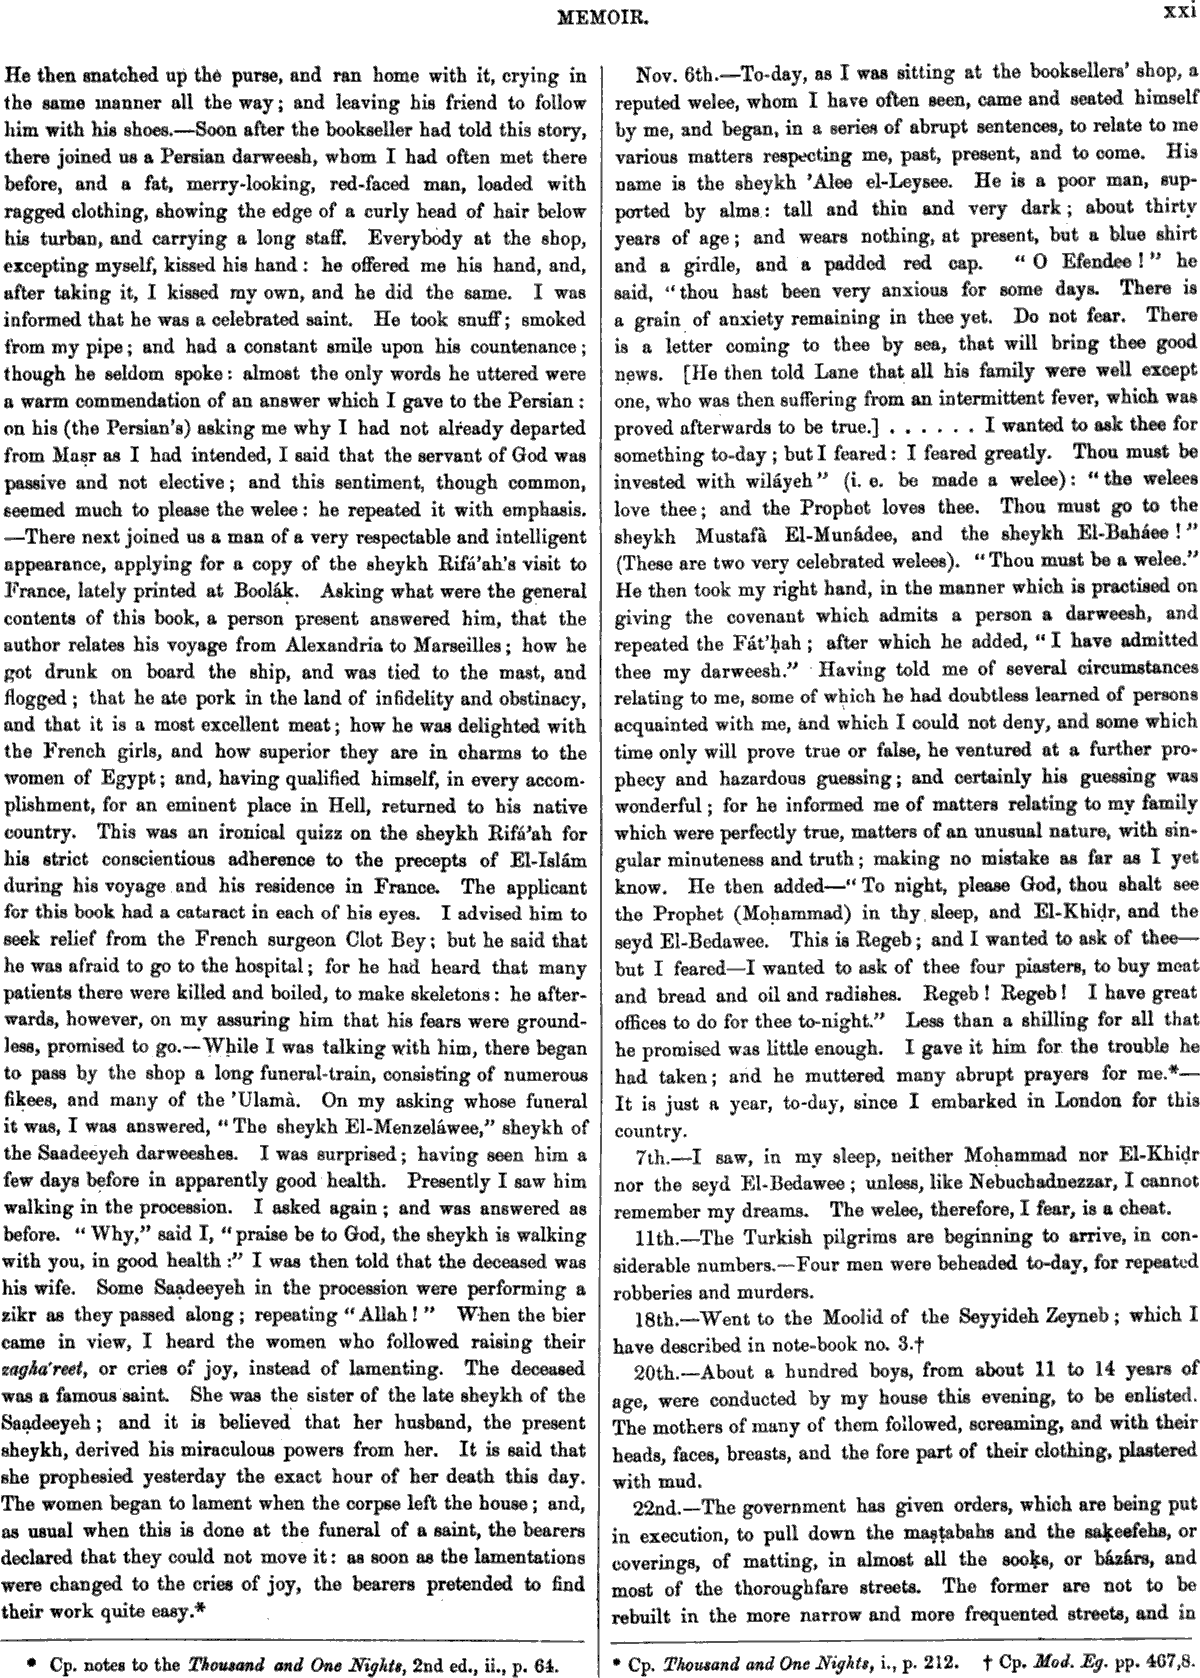 MEMOIR.
xxi
He then snatched up the purse, and ran home with it, crying in
the same manner all the way; and leaving his friend to follow
him with his shoes.—Soon after the bookseller had told this story,
there joined us a Persian darweesh, whom I had often met there
before, and a fat, merry-looking, red-faced man, loaded with
ragged clothing, showing the edge of a curly head of hair below
his turban, and carrying a long staff. Everybody at the shop,
excepting myself, kissed his hand: he offered me his hand, and,
after taking it, I kissed my own, and he did the same. I was
informed that he was a celebrated saint. He took snuff; smoked
from my pipe; and had a constant smile upon his countenance;
though he seldom spoke: almost the only words he uttered were
a warm commendation of an answer which I gave to the Persian:
on his (the Persian's) asking me why I had not already departed
from Maṣr as I had intended, I said that the servant of God was
passive and not elective; and this sentiment, though common,
seemed much to please the welee: he repeated it with emphasis.
—There next joined us a man of a very respectable and intelligent
appearance, applying for a copy of the sheykh Rifá'ah's visit to
France, lately printed at Booláḳ. Asking what were the general
contents of this book, a person present answered him, that the
author relates his voyage from Alexandria to Marseilles; how he
got drunk on board the ship, and was tied to the mast, and
flogged; that he ate pork in the land of infidelity and obstinacy,
and that it is a most excellent meat; how he was delighted with
the French girls, and how superior they are in charms to the
women of Egypt; and, having qualified himself, in every accom-
plishment, for an eminent place in Hell, returned to his native
country. This was an ironical quizz on the sheykh Rifá'ah for
his strict conscientious adherence to the precepts of El-Islám
during his voyage and his residence in France. The applicant
for this book had a cataract in each of his eyes. I advised him to
seek relief from the French surgeon Clot Bey; but he said that
he was afraid to go to the hospital; for he had heard that many
patients there were killed and boiled, to make skeletons: he after-
wards, however, on my assuring him that his fears were ground-
less, promised to go.—While I was talking with him, there began
to pass by the shop a long funeral-train, consisting of numerous
fiḳees, and many of the 'Ulamà. On my asking whose funeral
it was, I was answered, "The sheykh El-Menzeláwee," sheykh of
the Saạdeeyeh darweeshes. I was surprised; having seen him a
few days before in apparently good health. Presently I saw him
walking in the procession. I asked again; and was answered as
before. "Why," said I, "praise be to God, the sheykh is walking
with you, in good health:" I was then told that the deceased was
his wife. Some Saạdeeyeh in the procession were performing a
zikr as they passed along; repeating "Allah!" When the bier
came in view, I heard the women who followed raising their
zaghá'reet, or cries of joy, instead of lamenting. The deceased
was a famous saint. She was the sister of the late sheykh of the
Saạdeeyeh; and it is believed that her husband, the present
sheykh, derived his miraculous powers from her. It is said that
she prophesied yesterday the exact hour of her death this day.
The women began to lament when the corpse left the house; and,
as usual when this is done at the funeral of a saint, the bearers
declared that they could not move it: as soon as the lamentations
were changed to the cries of joy, the bearers pretended to find
their work quite easy.*
* Cp. notes to the Thousand and One Nights, 2nd ed., ii., p. 64.
Nov. 6th.—To-day, as I was sitting at the booksellers' shop, a
reputed welee, whom I have often seen, came and seated himself
by me, and began, in a series of abrupt sentences, to relate to me
various matters respecting me, past, present, and to come. His
name is the sheykh 'Alee el-Leysee. He is a poor man, sup-
ported by alms: tall and thin and very dark; about thirty
years of age; and wears nothing, at present, but a blue shirt
and a girdle, and a padded red cap. "O Efendee!" he
said, "thou hast been very anxious for some days. There is
a grain of anxiety remaining in thee yet. Do not fear. There
is a letter coming to thee by sea, that will bring thee good
news. [He then told Lane that all his family were well except
one, who was then suffering from an intermittent fever, which was
proved afterwards to be true.] . . . . . . I wanted to ask thee for
something to-day; but I feared: I feared greatly. Thou must be
invested with wiláyeh" (i. e. be made a welee): "the welees
love thee; and the Prophet loves thee. Thou must go to the
sheykh Mustafà El-Munádee, and the sheykh El-Baháee!"
(These are two very celebrated welees). "Thou must be a welee."
He then took my right hand, in the manner which is practised on
giving the covenant which admits a person a darweesh, and
repeated the Fát'ḥah; after which he added, "I have admitted
thee my darweesh." Having told me of several circumstances
relating to me, some of which he had doubtless learned of persons
acquainted with me, and which I could not deny, and some which
time only will prove true or false, he ventured at a further pro-
phecy and hazardous guessing; and certainly his guessing was
wonderful; for he informed me of matters relating to my family
which were perfectly true, matters of an unusual nature, with sin-
gular minuteness and truth; making no mistake as far as I yet
know. He then added—"To night, please God, thou shalt see
the Prophet (Moḥammad) in thy sleep, and El-Khiḍr, and the
seyd El-Bedawee. This is Regeb; and I wanted to ask of thee—
but I feared—I wanted to ask of thee four piasters, to buy meat
and bread and oil and radishes. Regeb! Regeb! I have great
offices to do for thee to-night." Less than a shilling for all that
he promised was little enough. I gave it him for the trouble he
had taken; and he muttered many abrupt prayers for me.*—
It is just a year, to-day, since I embarked in London for this
country.
7th.—I saw, in my sleep, neither Moḥammad nor El-Khiḍr
nor the seyd El-Bedawee; unless, like Nebuchadnezzar, I cannot
remember my dreams. The welee, therefore, I fear, is a cheat.
11th.—The Turkish pilgrims are beginning to arrive, in con-
siderable numbers.—Four men were beheaded to-day, for repeated
robberies and murders.
18th.—Went to the Moolid of the Seyyideh Zeyneb; which I
have described in note-book no. 3.†
20th.—About a hundred boys, from about 11 to 14 years of
age, were conducted by my house this evening, to be enlisted.
The mothers of many of them followed, screaming, and with their
heads, faces, breasts, and the fore part of their clothing, plastered
with mud.
22nd.—The government has given orders, which are being put
in execution, to pull down the maṣṭabahs and the saḳeefehs, or
coverings, of matting, in almost all the sooḳs, or bázárs, and
most of the thoroughfare streets. The former are not to be
rebuilt in the more narrow and more frequented streets, and in
* Cp. Thousand and One Nights, i., p. 212. † Cp. Mod. Eg. pp. 467,8.